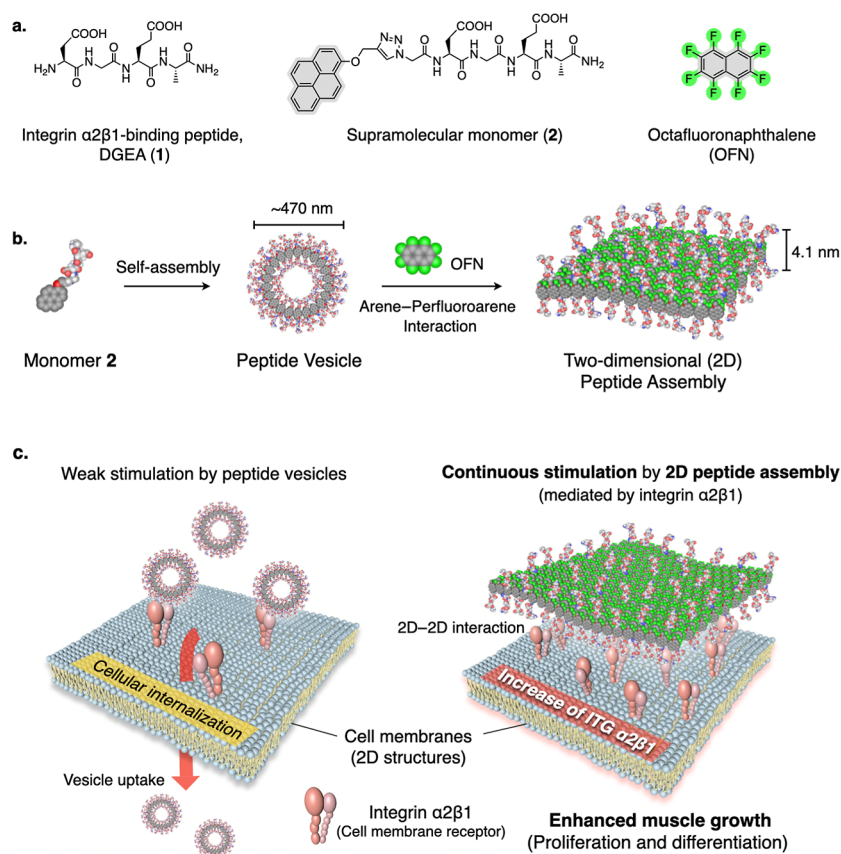 a.
COOH
COOH
H2N
O
H
N
O
N
H
O
H
N
O
NH2
Integrin α2β1-binding peptide,
DGEA (1)
O
N=N
N
O
N
H
COOH
O
H
N
O
N
H
COOH
O
H
N
O
NH2
Supramolecular monomer (2)
F F
F F
F F
F F
Octafluoronaphthalene
(OFN)
b.
Self-assembly
Monomer 2
~470 nm
Peptide Vesicle
OFN
Arene–Perfluoroarene
Interaction
4.1 nm
Two-dimensional (2D)
Peptide Assembly
c.
Weak stimulation by peptide vesicles
Cellular internalization
Vesicle uptake
Continuous stimulation by 2D peptide assembly
(mediated by integrin α2β1)
2D–2D interaction
Increase of ITG α2β1
Cell membranes
(2D structures)
Integrin α2β1
(Cell membrane receptor)
Enhanced muscle growth
(Proliferation and differentiation)